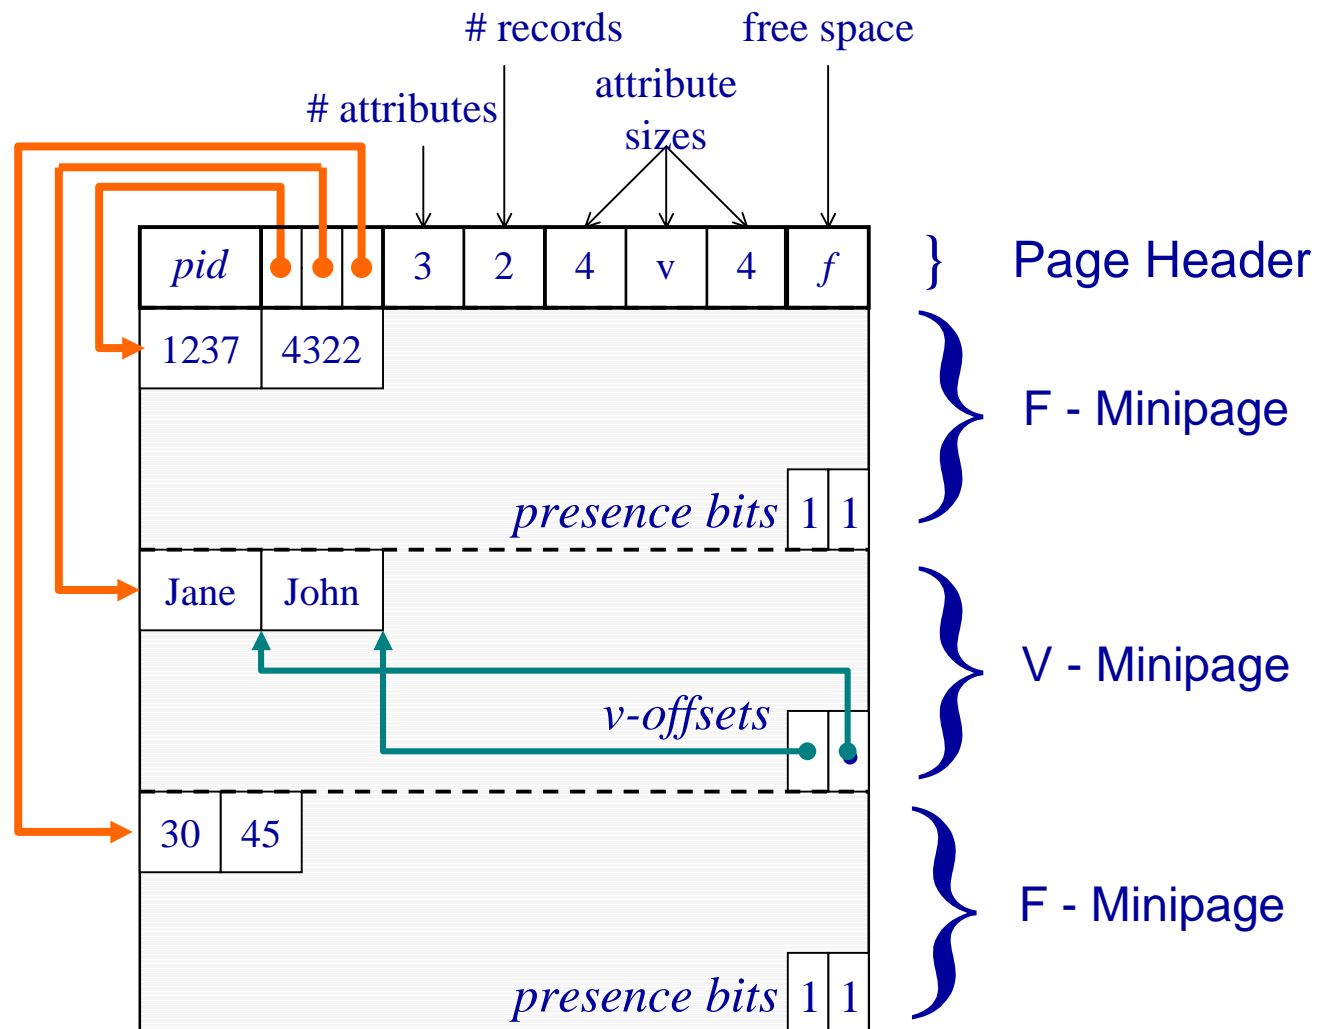 # records
free space
attribute
sizes
# attributes
pid 3 2 4 v 4 f
} Page Header
1237 4322
F - Minipage
presence bits 1 1
Jane John
V - Minipage
v-offsets
30 45
F - Minipage
presence bits 1 1